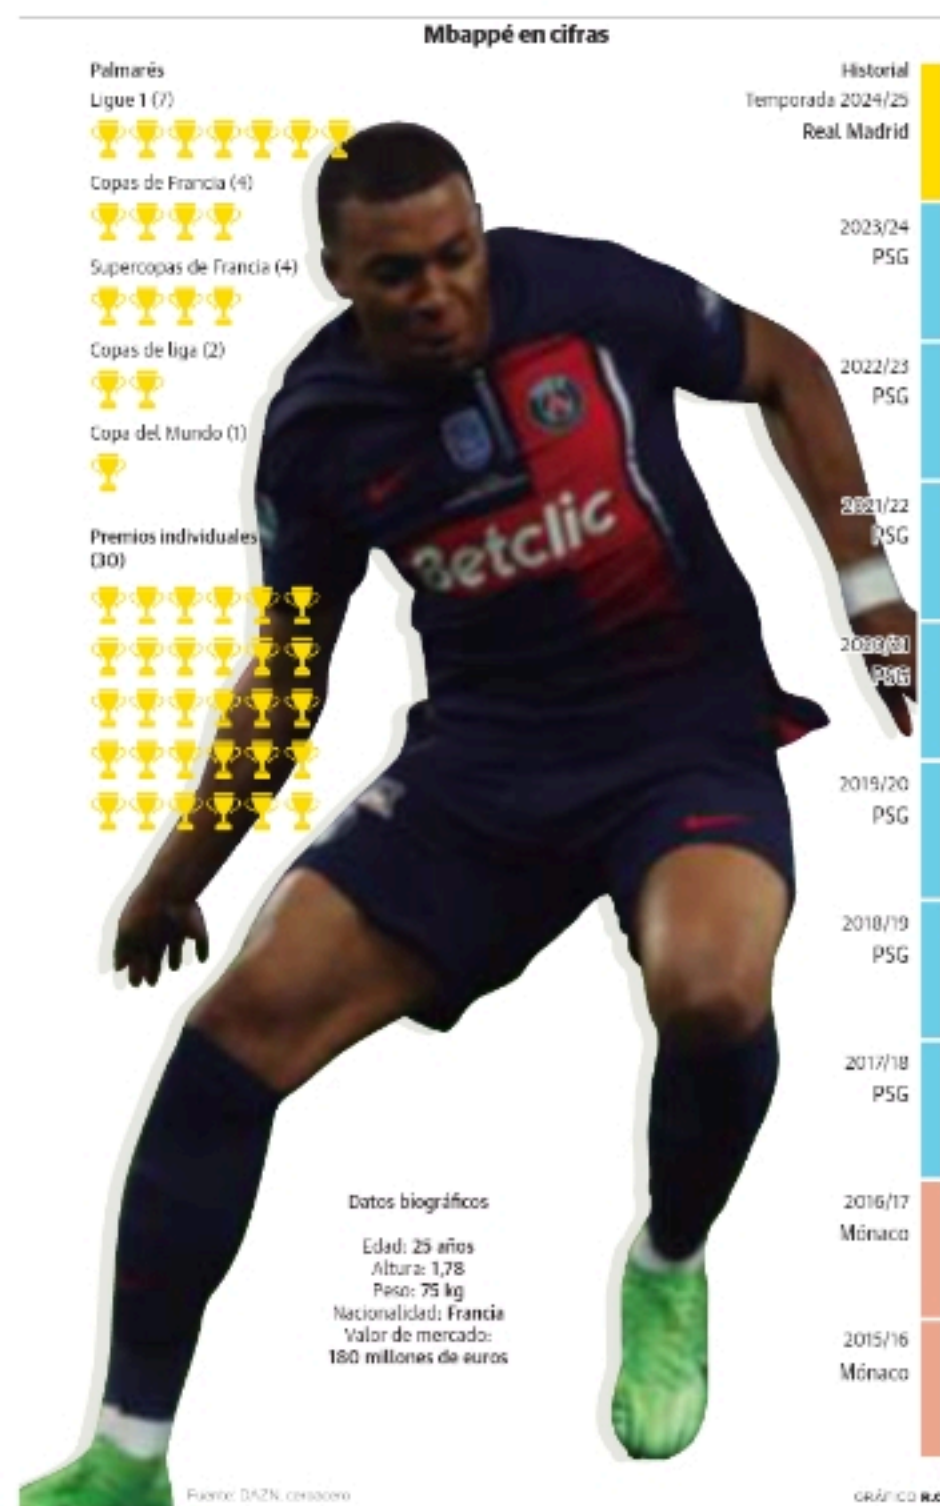 Mbappé en cifras
Palmarés
Ligue 1 (7)
Copas de Francia (4)
Supercopas de Francia (4)
Copas de liga (2)
Copa del Mundo (1)
Premios individuales
(30)
Historial
Temporada 2024/25
Real Madrid
2023/24
PSG
2022/23
PSG
2021/22
PSG
2020/21
PSG
2019/20
PSG
2018/19
PSG
2017/18
PSG
2016/17
Mónaco
2015/16
Mónaco
Betclic
Datos biográficos
Edad: 25 años
Altura: 1,78
Peso: 75 kg
Nacionalidad: Francia
Valor de mercado:
180 millones de euros
Fuente: DAZN, ceroacero
GRÁFICO